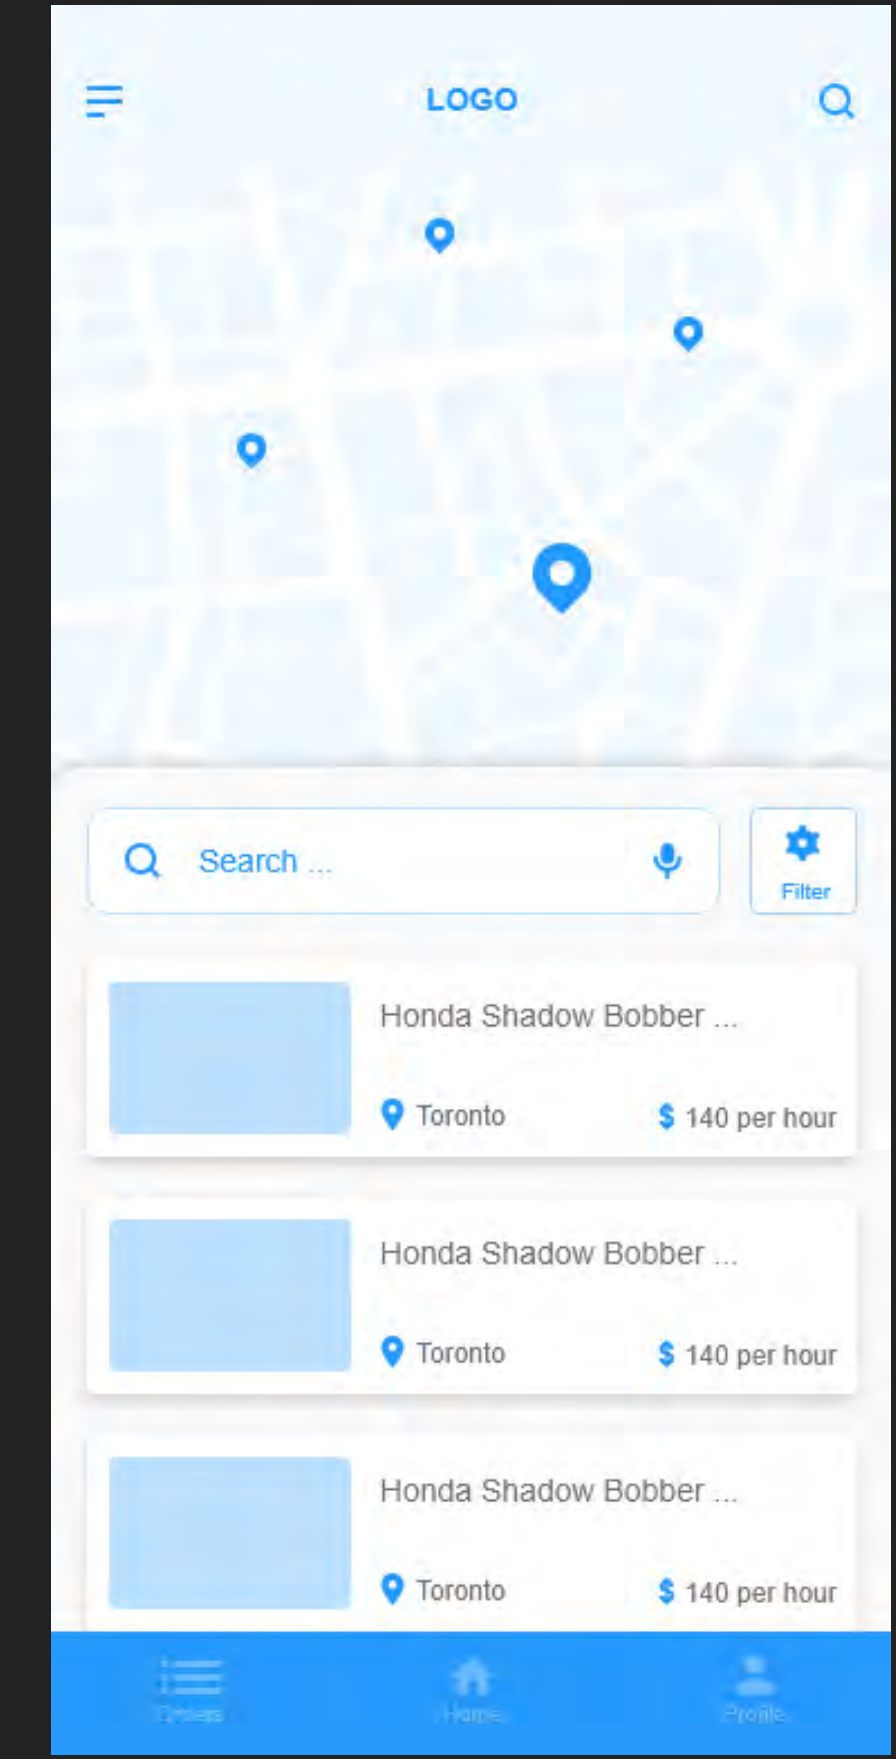 LOGO
Search ...
Filter
Honda Shadow Bobber ...
Toronto
$ 140 per hour
Honda Shadow Bobber ...
Toronto
$ 140 per hour
Honda Shadow Bobber ...
Toronto
$ 140 per hour
Orders
Home
Profile